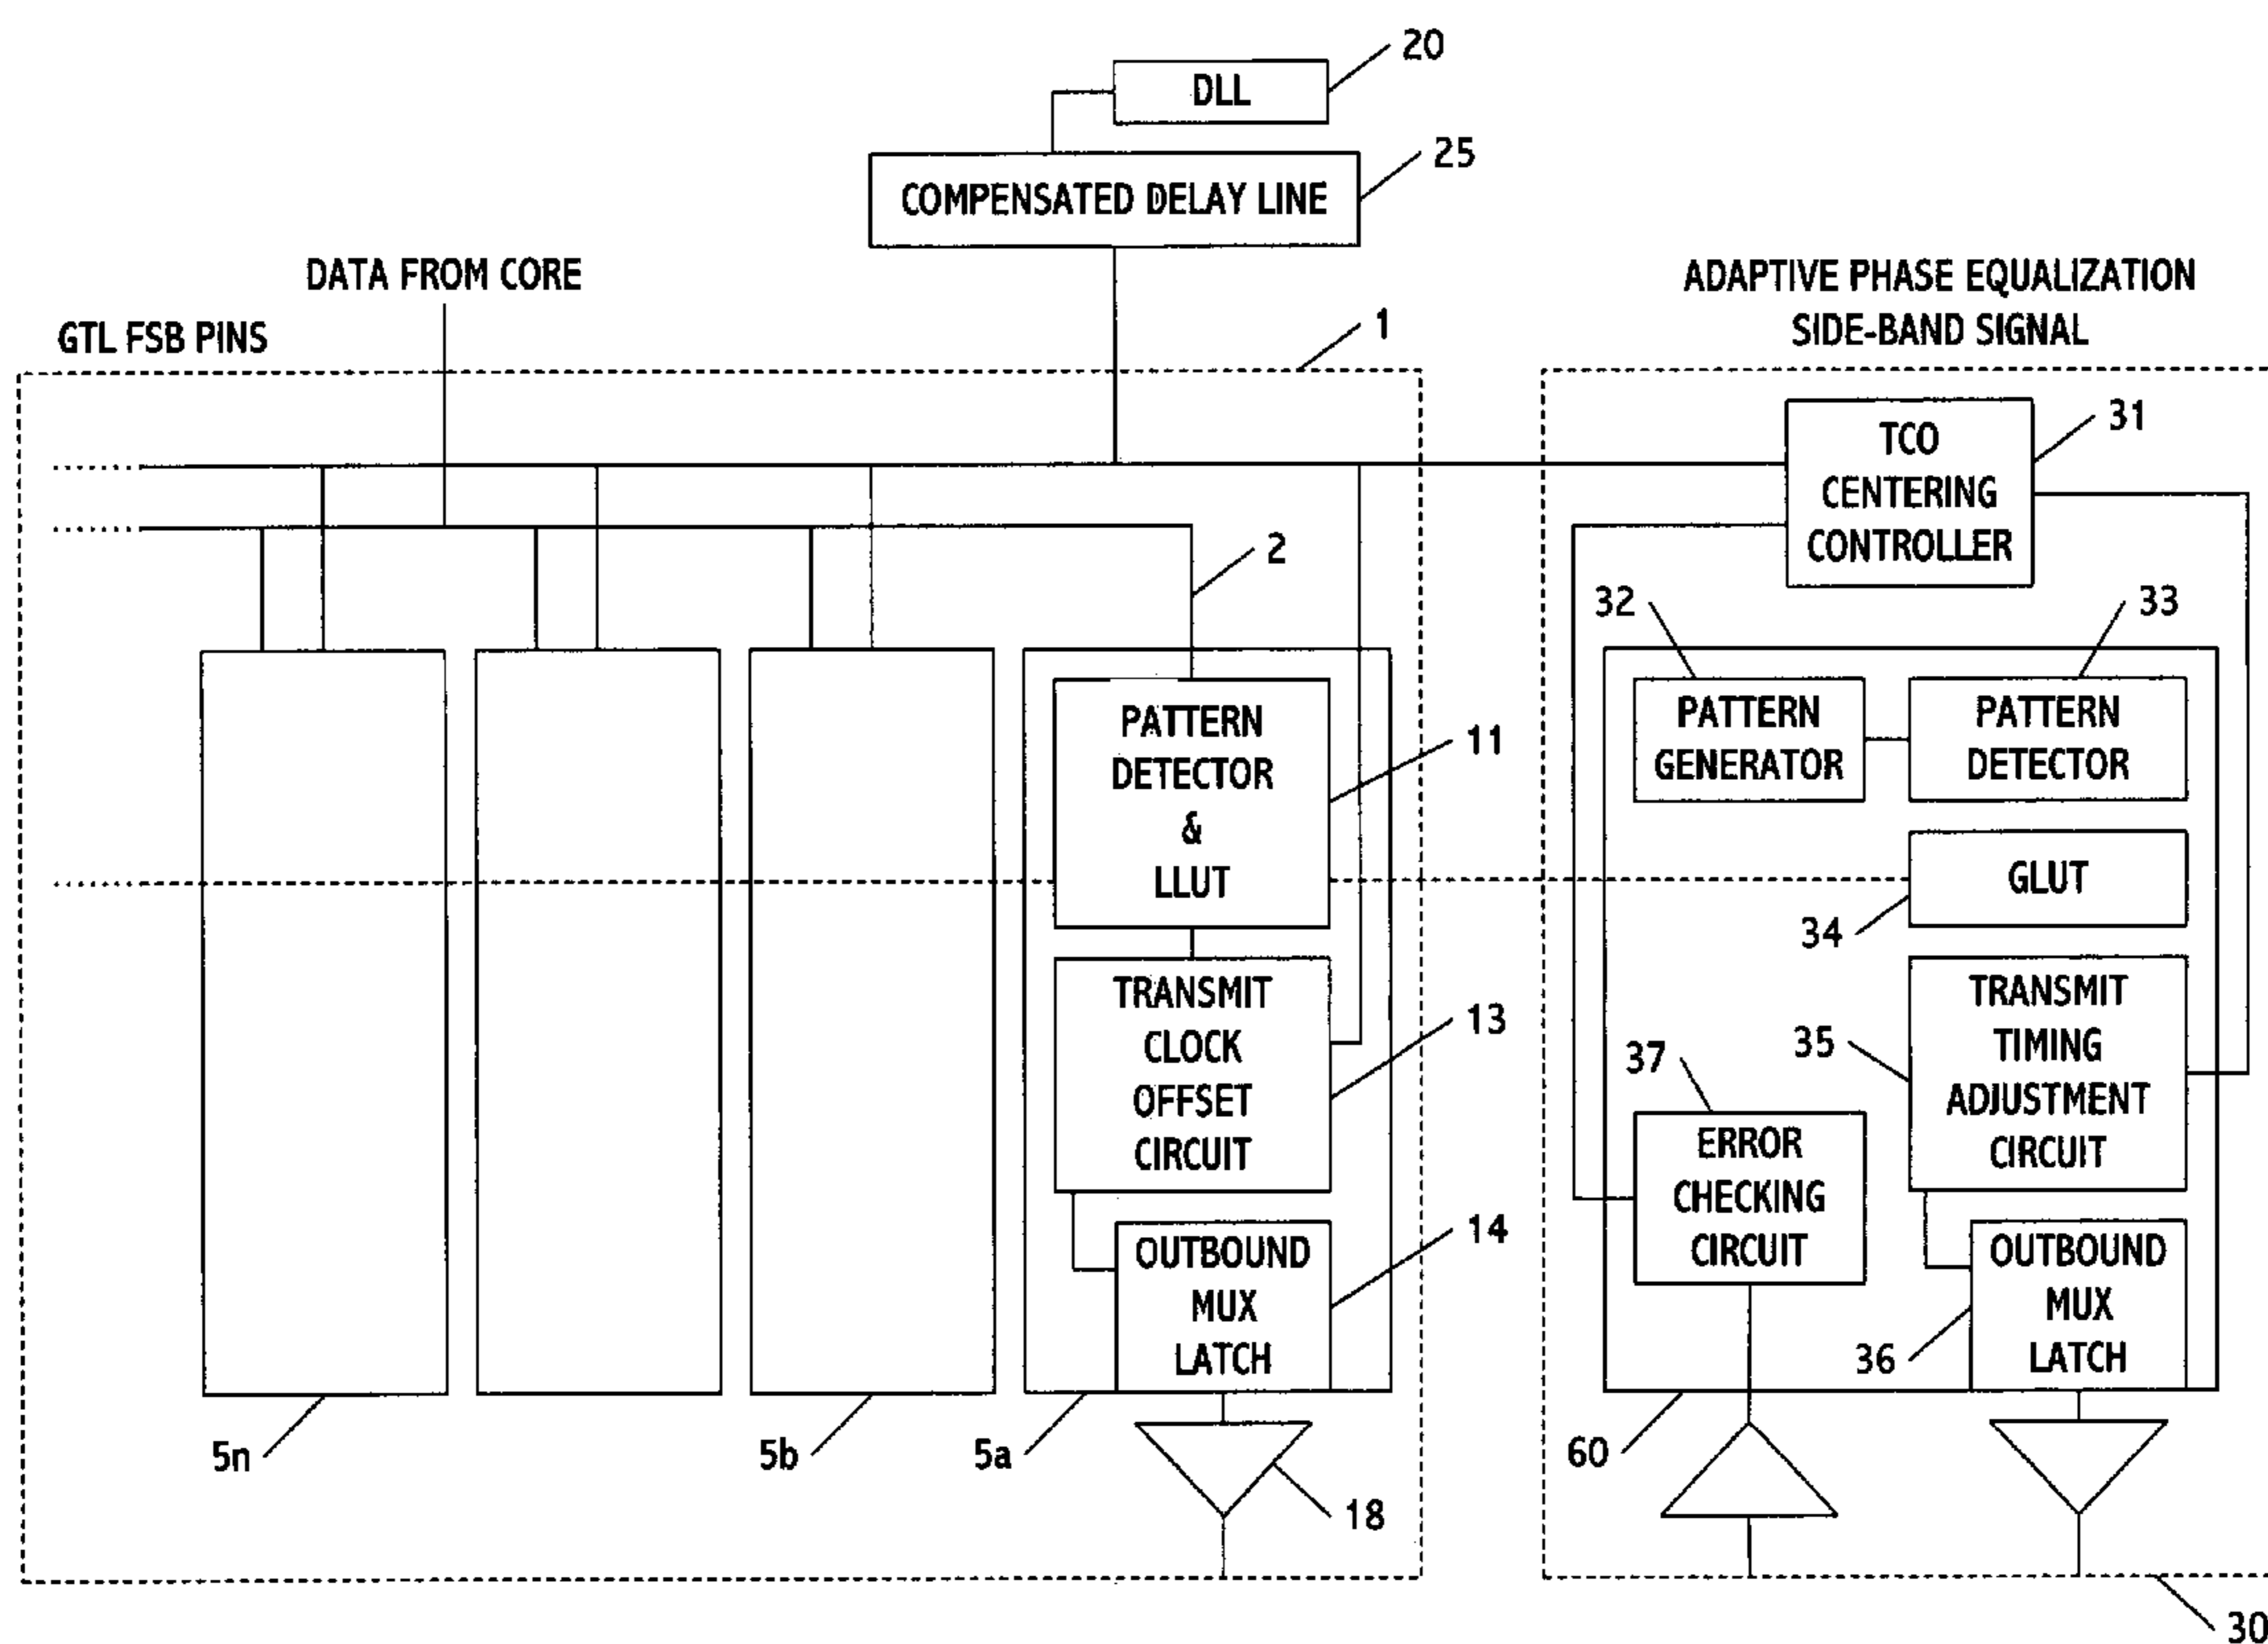 20
DLL
25
COMPENSATED DELAY LINE
DATA FROM CORE
GTL FSB PINS
1
ADAPTIVE PHASE EQUALIZATION
SIDE-BAND SIGNAL
31
TCO
CENTERING
CONTROLLER
2
32
33
PATTERN
DETECTOR
&
LLUT
11
PATTERN
GENERATOR
PATTERN
DETECTOR
GLUT
34
TRANSMIT
CLOCK
OFFSET
CIRCUIT
13
TRANSMIT
TIMING
ADJUSTMENT
CIRCUIT
35
37
ERROR
CHECKING
CIRCUIT
OUTBOUND
MUX
LATCH
14
OUTBOUND
MUX
LATCH
36
5n
5b
5a
18
60
30